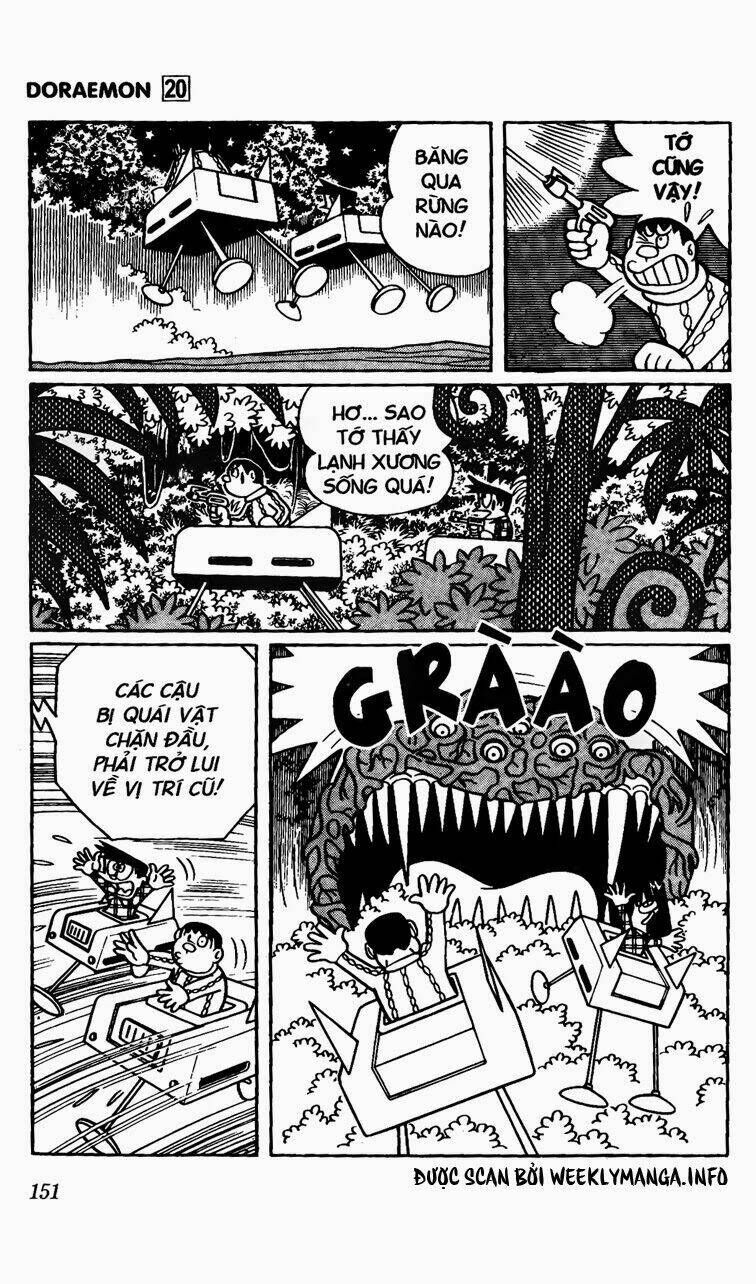 DORAEMON 20
BĂNG
QUA
RỪNG
NÀO!
TỚ
CŨNG
VẬY!
HƠ... SAO
TỚ THẤY
LẠNH XƯƠNG
SỐNG QUÁ!
CÁC CẬU
BỊ QUÁI VẬT
CHẶN ĐẦU,
PHẢI TRỞ LUI
VỀ VỊ TRÍ CŨ!
GRÀÀO
ĐƯỢC SCAN BỞI WEEKLYMANGA.INFO
151